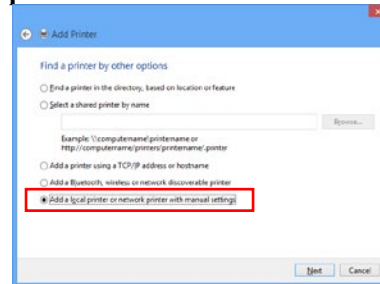 Add Printer
Find a printer by other options
Find a printer in the directory, based on location or feature
Select a shared printer by name
Browse...
Example: \\computername\printername or
http://computername/printers/printername/.printer
Add a printer using a TCP/IP address or hostname
Add a Bluetooth, wireless or network discoverable printer
Add a local printer or network printer with manual settings
Next Cancel